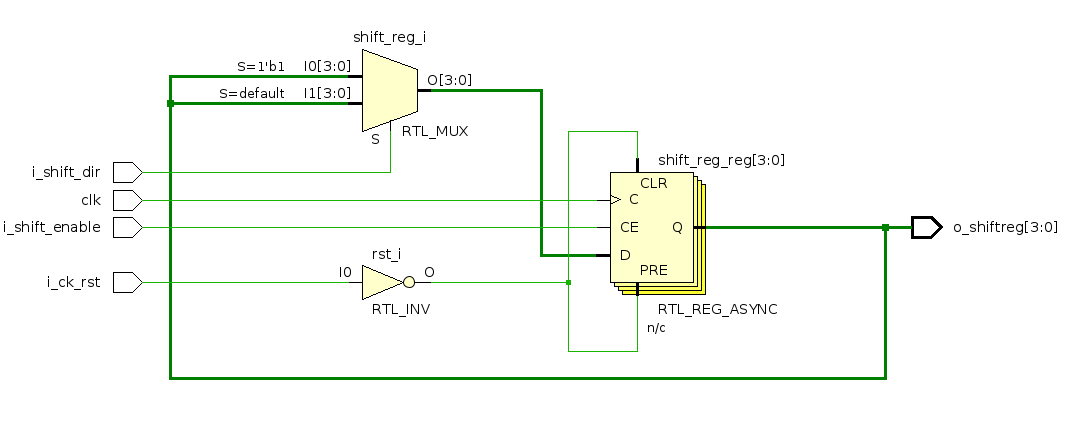 shift_reg_i
S=1'b1 I0[3:0]
O[3:0]
S=default I1[3:0]
S
RTL_MUX
i_shift_dir
shift_reg_reg[3:0]
CLR
clk
C
i_shift_enable
CE
Q
o_shiftreg[3:0]
rst_i
D
i_ck_rst
I0
O
PRE
RTL_INV
RTL_REG_ASYNC
n/c